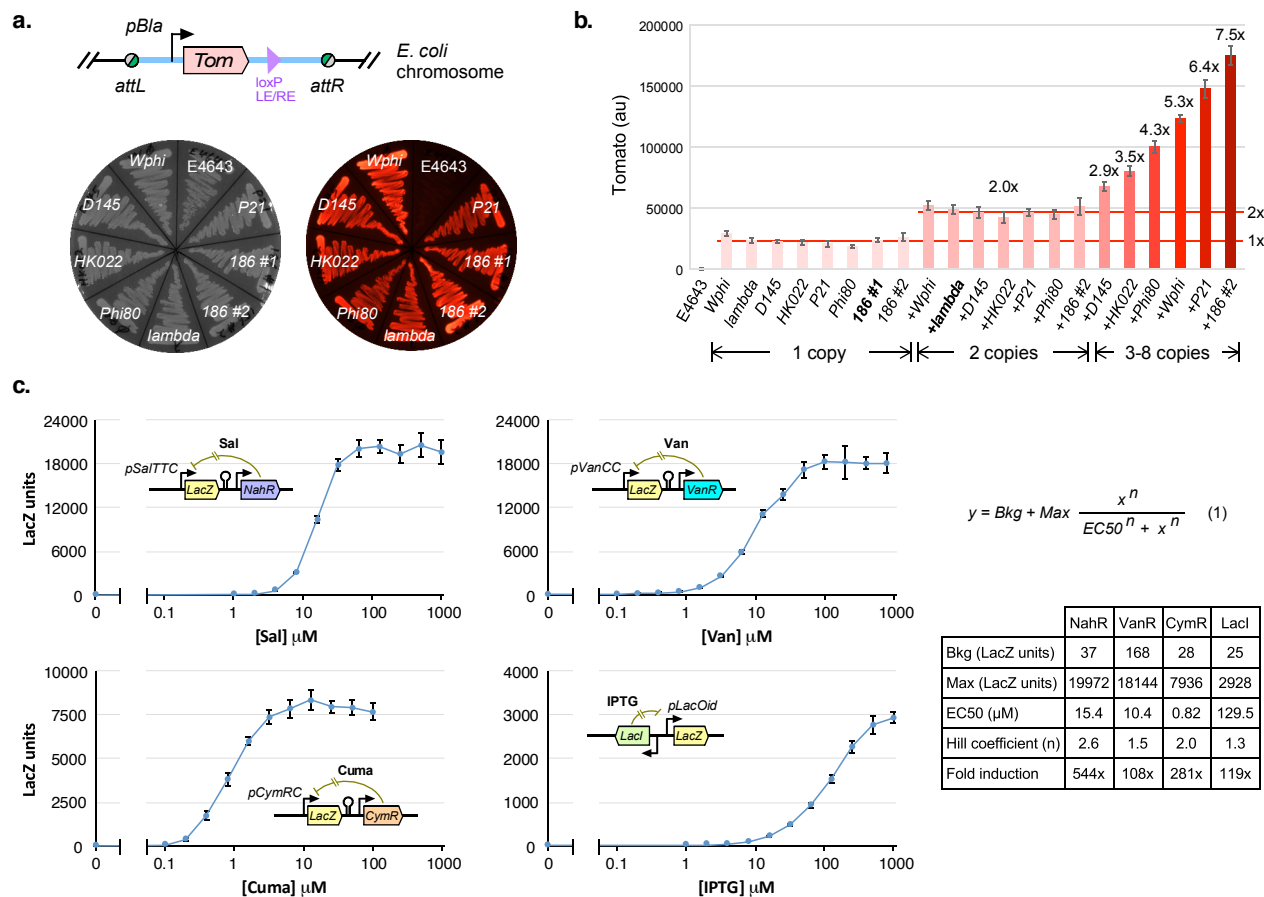 a.
pBla
Tom
attL
loxP
LE/RE
attR
E. coli
chromosome
Wphi
E4643
D145
P21
HK022
186 #1
Phi80
186 #2
lambda
Wphi
E4643
D145
P21
HK022
186 #1
Phi80
186 #2
lambda
b.
Tomato (au)
200000
150000
100000
50000
0
2.0x
2.9x
3.5x
4.3x
5.3x
6.4x
7.5x
2x
1x
E4643
Wphi
lambda
D145
HK022
P21
Phi80
186 #1
186 #2
+Wphi
+lambda
+D145
+HK022
+P21
+Phi80
+186 #2
+D145
+HK022
+Phi80
+Wphi
+P21
+186 #2
1 copy
2 copies
3-8 copies
c.
LacZ units
24000
18000
12000
6000
0
Sal
pSalTTC
LacZ
NahR
0
0.1
1
10
100
1000
[Sal] µM
24000
18000
12000
6000
0
Van
pVanCC
LacZ
VanR
0
0.1
1
10
100
1000
[Van] µM
LacZ units
10000
7500
5000
2500
0
Cuma
pCymRC
LacZ
CymR
0
0.1
1
10
100
1000
[Cuma] µM
4000
3000
2000
1000
0
IPTG
pLacOid
LacI
LacZ
0
0.1
1
10
100
1000
[IPTG] µM
y = Bkg + Max x^n / EC50^n + x^n (1)
NahR VanR CymR LacI
Bkg (LacZ units) 37 168 28 25
Max (LacZ units) 19972 18144 7936 2928
EC50 (µM) 15.4 10.4 0.82 129.5
Hill coefficient (n) 2.6 1.5 2.0 1.3
Fold induction 544x 108x 281x 119x